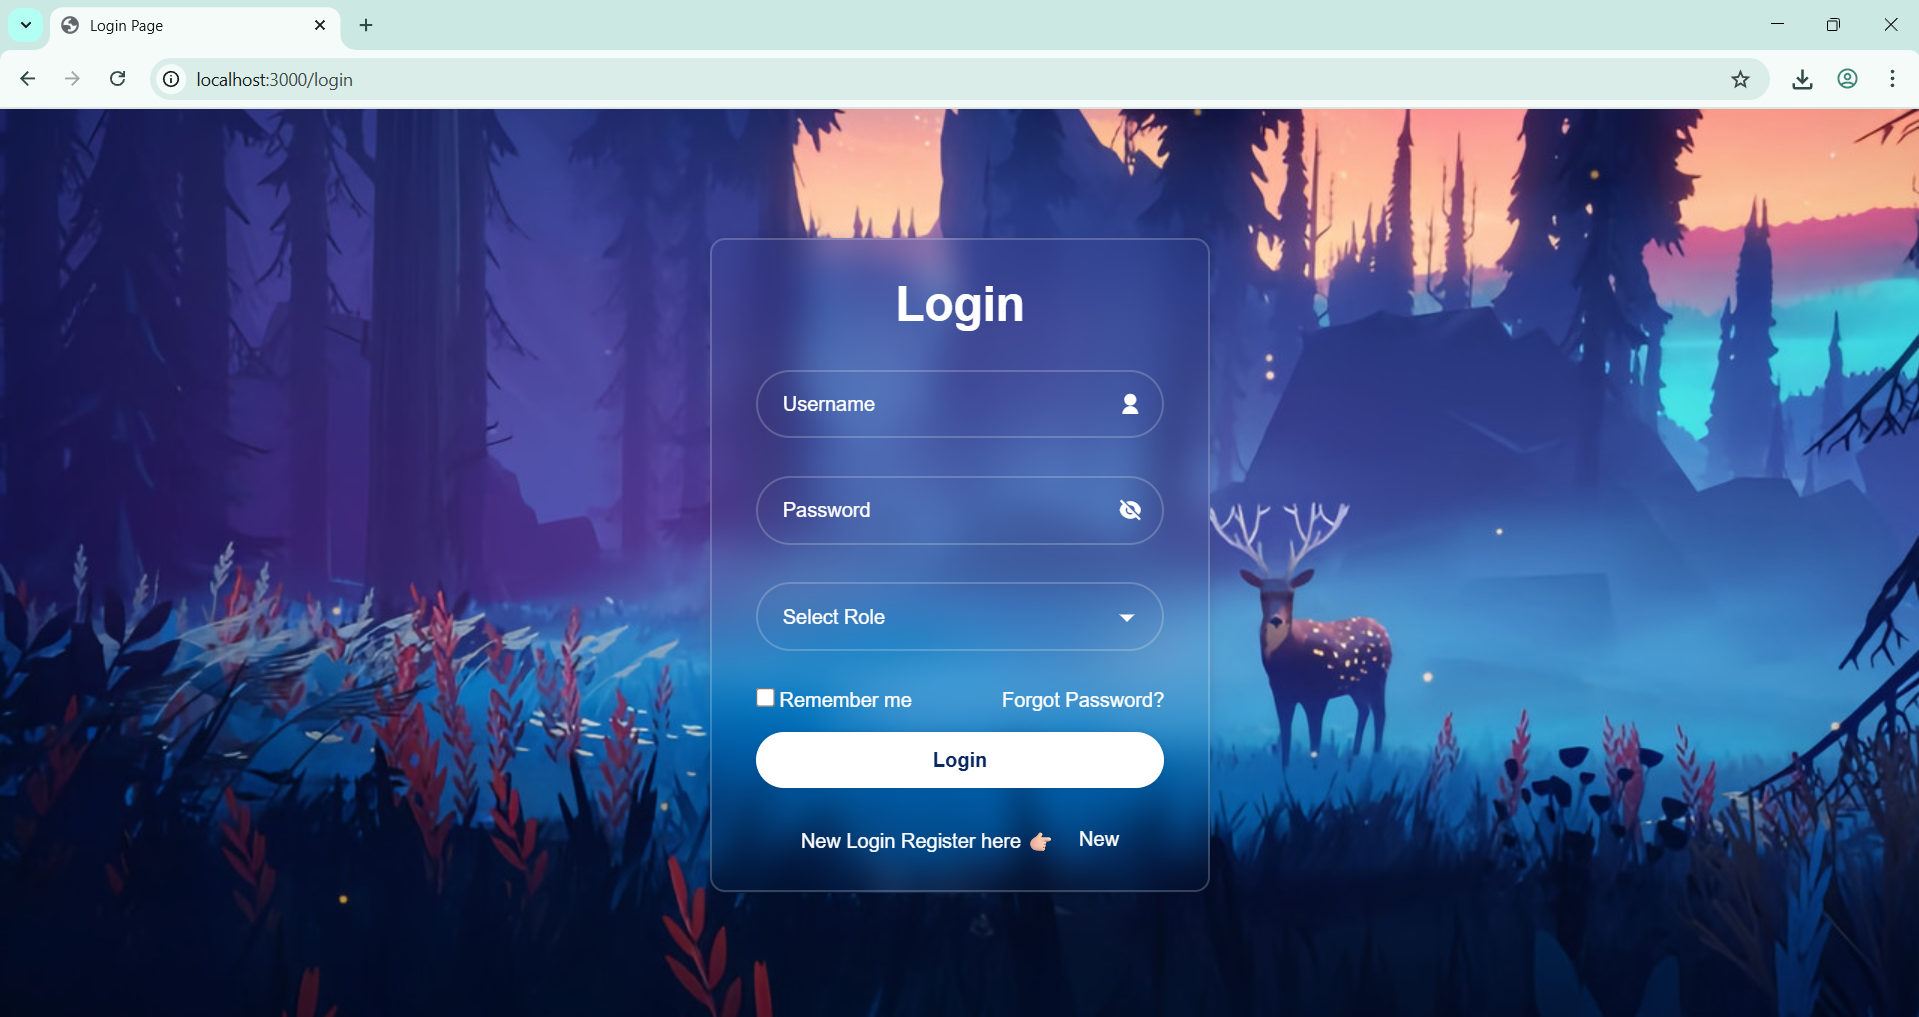 Login Page
localhost:3000/login
Login
Username
Password
Select Role
Remember me Forgot Password?
Login
New Login Register here 👉🏻 New